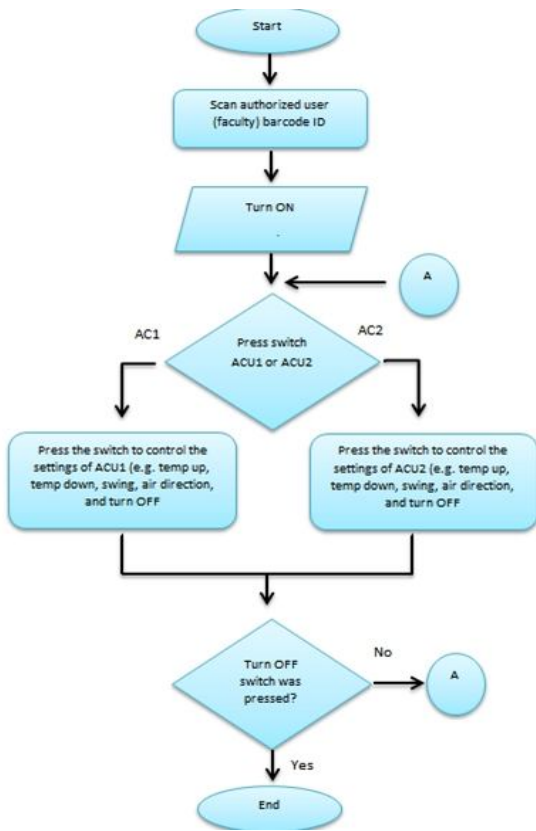 Start
Scan authorized user
(faculty) barcode ID
Turn ON
.
A
AC1
AC2
Press switch
ACU1 or ACU2
Press the switch to control the
settings of ACU1 (e.g. temp up,
temp down, swing, air direction,
and turn OFF
Press the switch to control the
settings of ACU2 (e.g. temp up,
temp down, swing, air direction,
and turn OFF
Turn OFF
switch was
pressed?
No
A
Yes
End